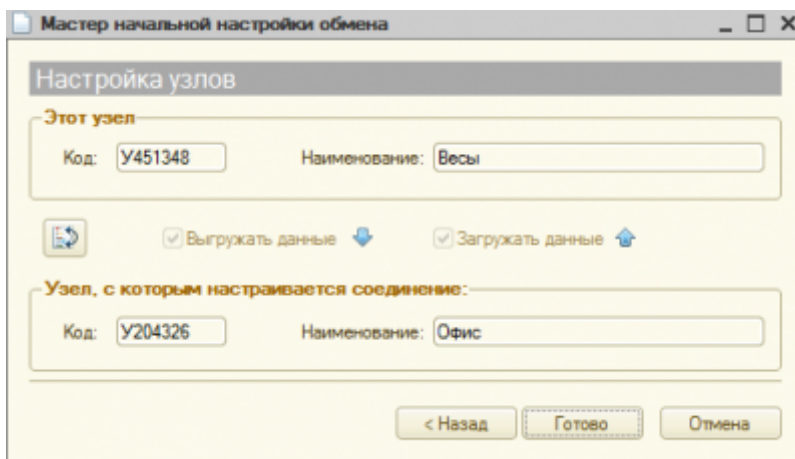 Мастер начальной настройки обмена
Настройка узлов
Этот узел
Код: У451348 Наименование: Весы
Выгружать данные Загружать данные
Узел, с которым настраивается соединение:
Код: У204326 Наименование: Офис
< Назад Готово Отмена